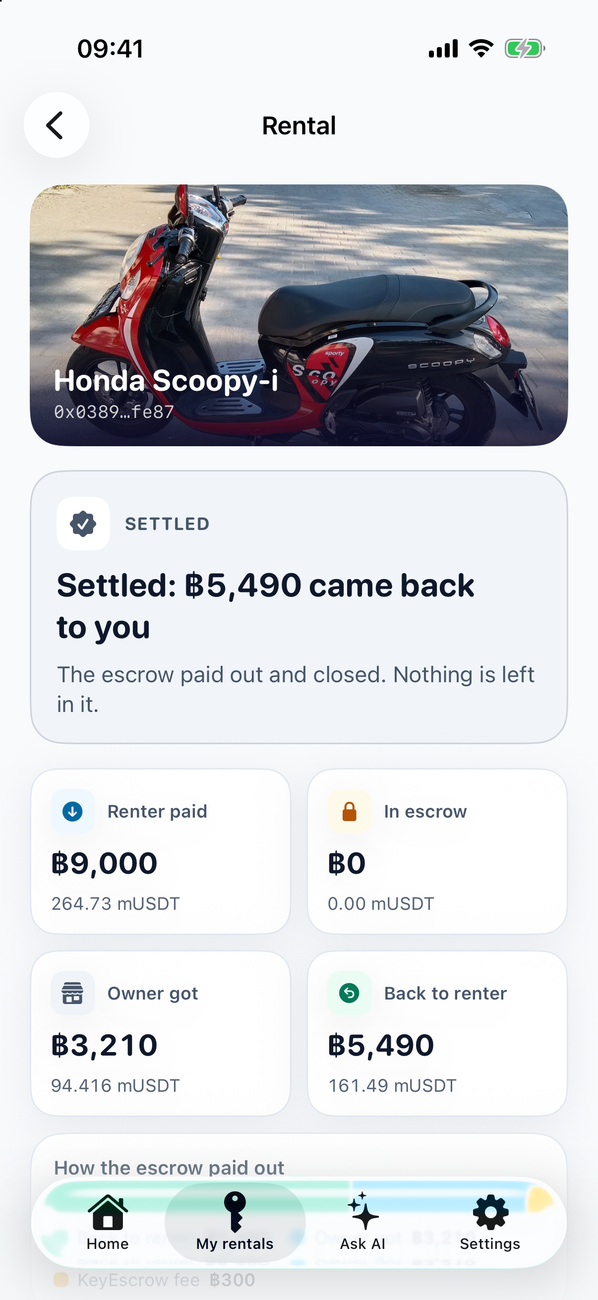 09:41
Rental
sporty
SCOOPY
SCOOPY
Honda Scoopy-i
0x0389…fe87
SETTLED
Settled: ฿5,490 came back
to you
The escrow paid out and closed. Nothing is left
in it.
Renter paid
฿9,000
264.73 mUSDT
In escrow
฿0
0.00 mUSDT
Owner got
฿3,210
94.416 mUSDT
Back to renter
฿5,490
161.49 mUSDT
How the escrow paid out
Home
My rentals
Ask AI
Settings
KeyEscrow fee ฿300